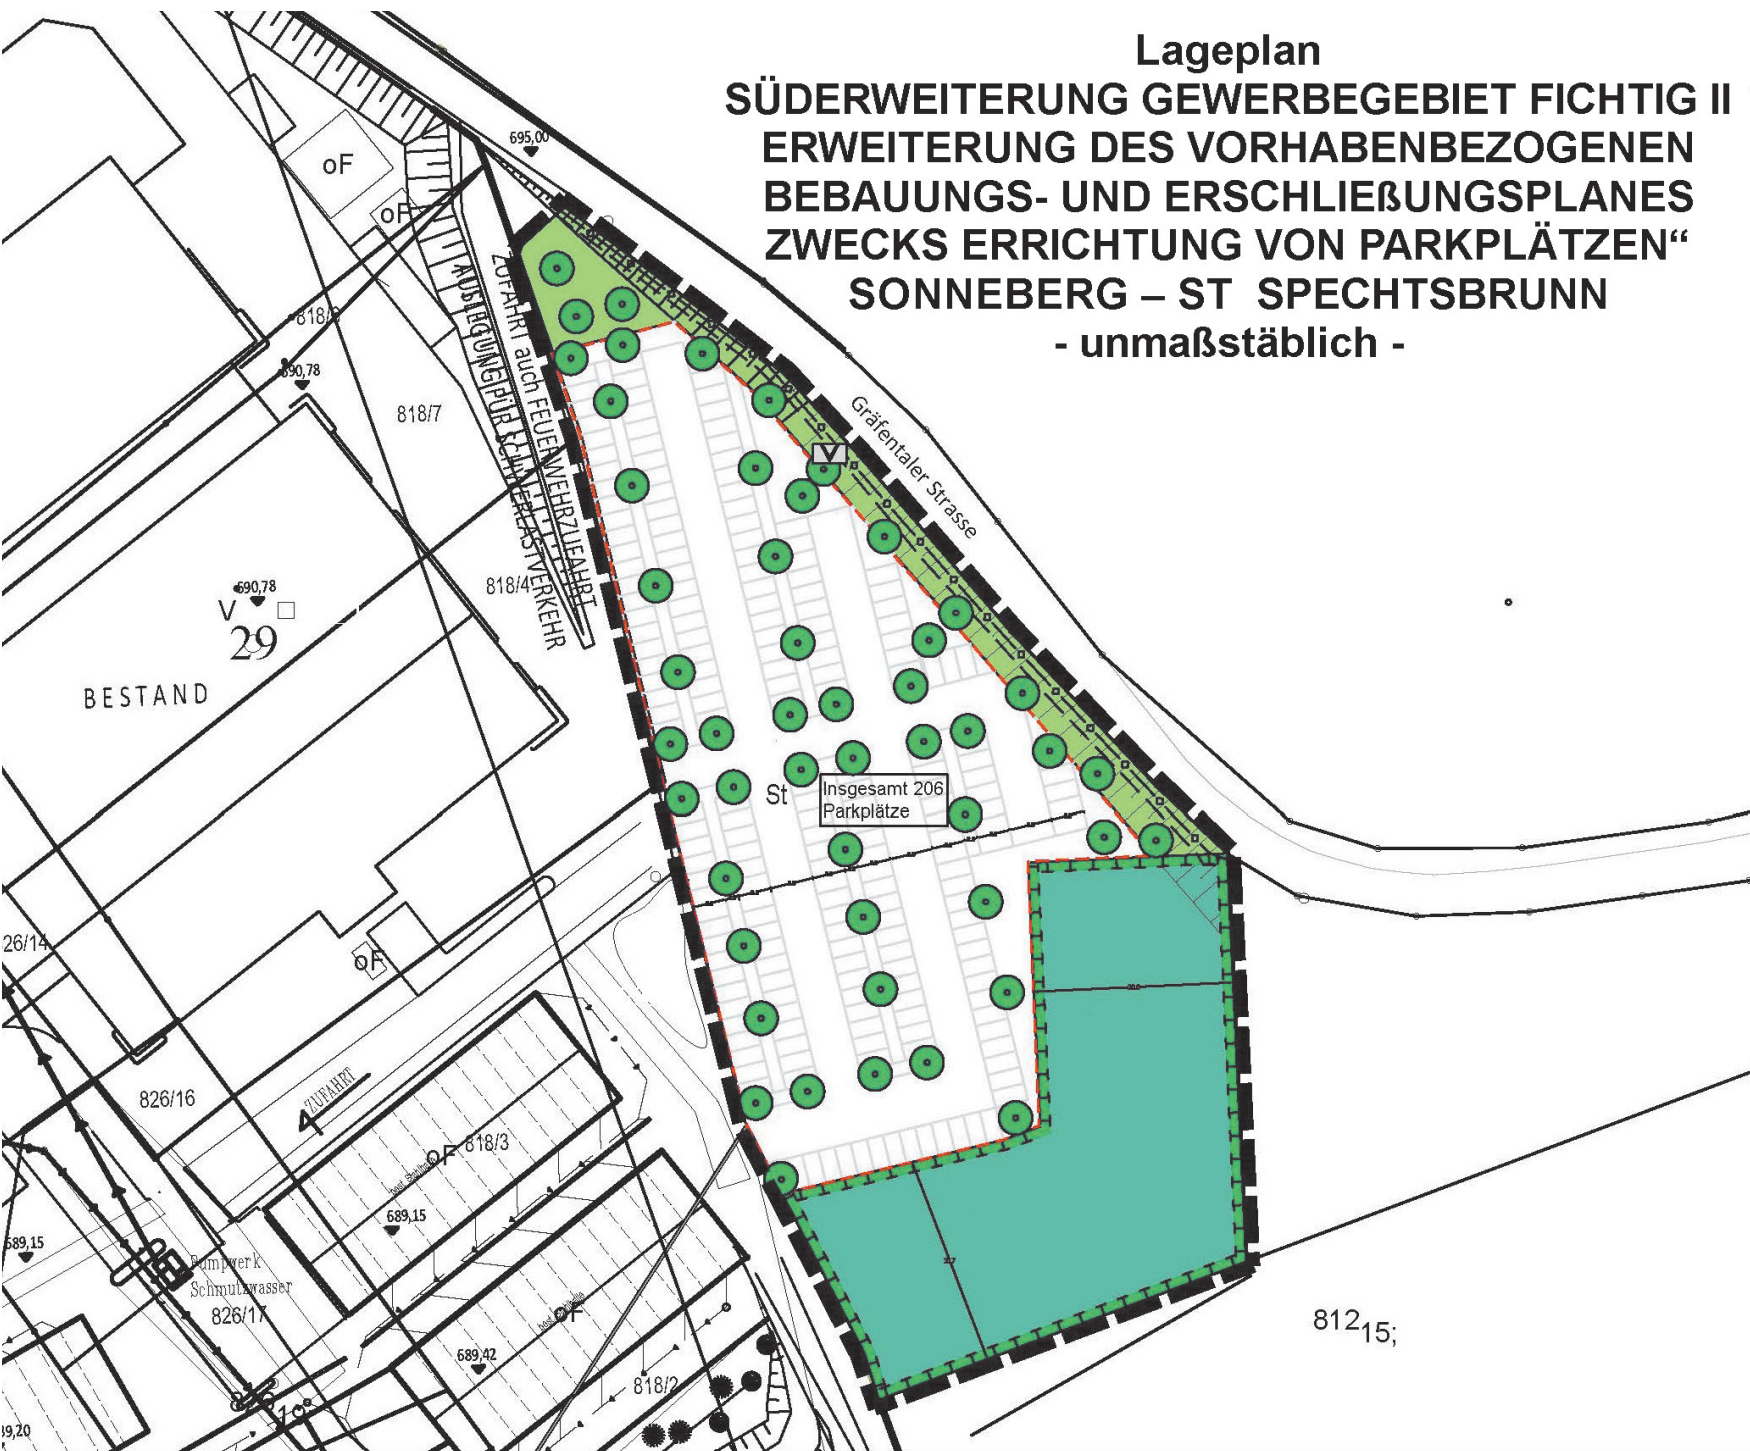 Lageplan
SÜDERWEITERUNG GEWERBEGEBIET FICHTIG II
ERWEITERUNG DES VORHABENBEZOGENEN
BEBAUUNGS- UND ERSCHLIEßUNGSPLANES
ZWECKS ERRICHTUNG VON PARKPLÄTZEN“
SONNEBERG – ST SPECHTSBRUNN
- unmaßstäblich -
695,00
oF
oF
ZUFAHRT auch FEUERWEHRZUFAHRT
AUSLEGUNG FÜR SCHWERLASTVERKEHR
690,78
818/7
Gräfentaler Strasse
V
818/4
690,78
V
29
BESTAND
St
Insgesamt 206
Parkplätze
26/14
oF
ZUFAHRT
826/16
oF
818/3
689,15
689,15
Pumpwerk
Schmutzwasser
826/17
oF
689,42
818/2
812
15;